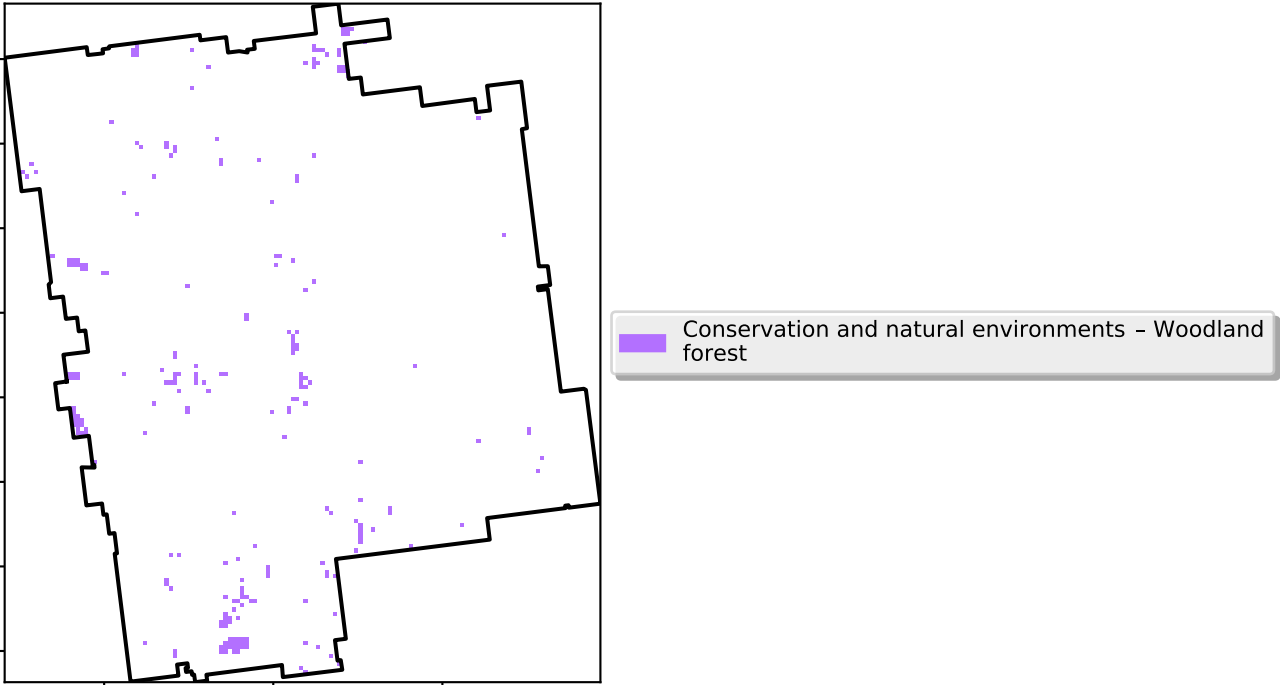 Conservation and natural environments – Woodland
forest